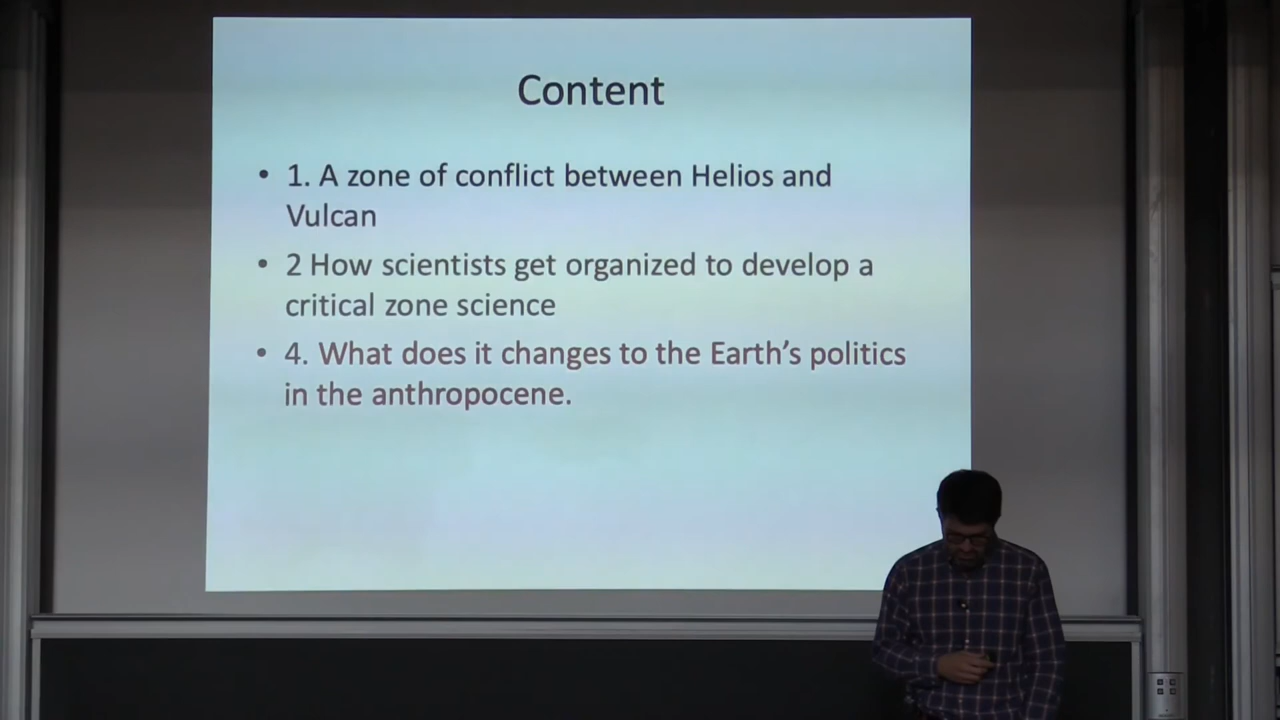 Content
• 1. A zone of conflict between Helios and
Vulcan
• 2 How scientists get organized to develop a
critical zone science
• 4. What does it changes to the Earth's politics
in the anthropocene.